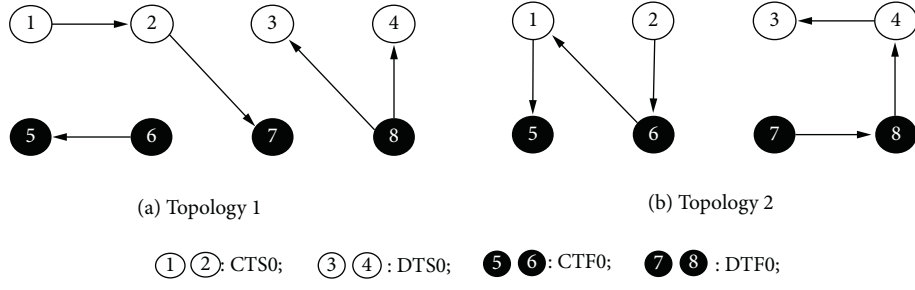 1 2 3 4 1 2 3 4
5 6 7 8 5 6 7 8
(a) Topology 1 (b) Topology 2
1 2 : CTS0; 3 4 : DTS0; 5 6 : CTF0; 7 8 : DTF0;